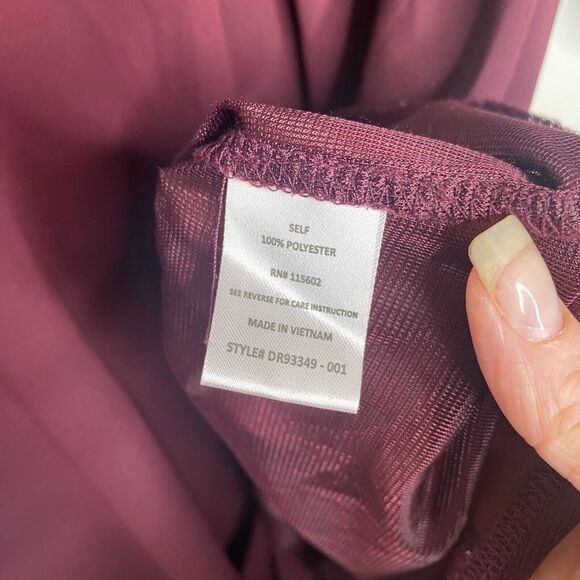 SELF
100% POLYESTER
RN# 115602
SEE REVERSE FOR CARE INSTRUCTION
MADE IN VIETNAM
STYLE# DR93349 - 001